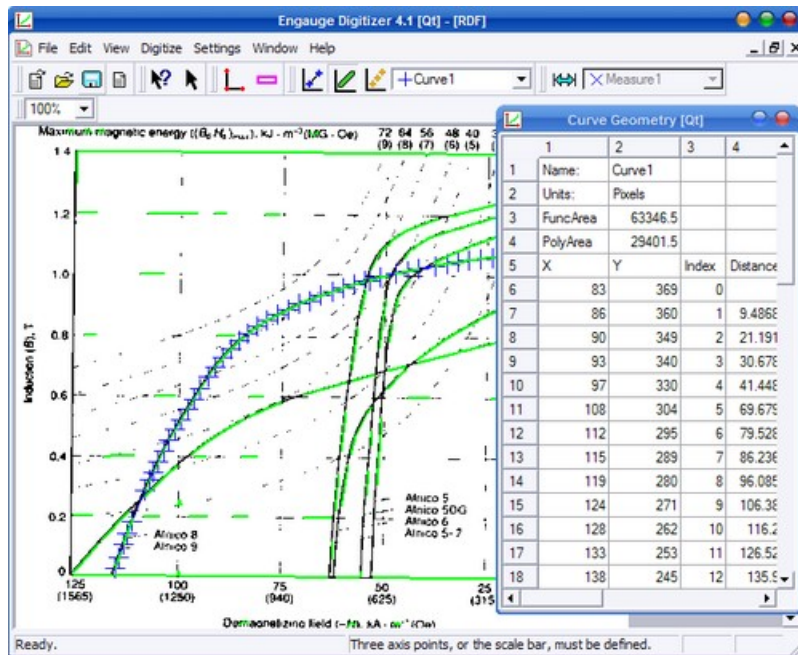 Engauge Digitizer 4.1 [Qt] - [RDF]
File Edit View Digitize Settings Window Help
Curve1
Measure1
100%
Maximum magnetic energy
72 64 56 48 40
(9) (8) (7) (6) (5)
1.4
1.2
1.0
0.8
0.6
0.4
0.2
0
Induction (B), T
Alnico 8
Alnico 9
Alnico 5
Alnico 5DG
Alnico 6
Alnico 5-7
125 100 75 50 25
(1565) (1250) (940) (625) (315
Demagnetizing field
Curve Geometry [Qt]
1 2 3 4
1 Name: Curve1
2 Units: Pixels
3 FuncArea 63346.5
4 PolyArea 29401.5
5 X Y Index Distance
6 83 369 0
7 86 360 1 9.4868
8 90 349 2 21.191
9 93 340 3 30.678
10 97 330 4 41.448
11 108 304 5 69.679
12 112 295 6 79.528
13 115 289 7 86.236
14 119 280 8 96.085
15 124 271 9 106.38
16 128 262 10 116.2
17 133 253 11 126.52
18 138 245 12 135.9
Ready.
Three axis points, or the scale bar, must be defined.